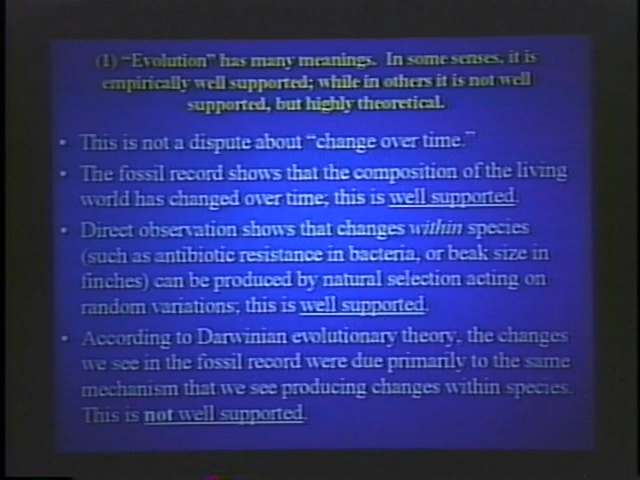 (1) “Evolution” has many meanings. In some senses, it is
empirically well supported; while in others it is not well
supported, but highly theoretical.
• This is not a dispute about “change over time.”
• The fossil record shows that the composition of the living
world has changed over time; this is well supported.
• Direct observation shows that changes within species
(such as antibiotic resistance in bacteria, or beak size in
finches) can be produced by natural selection acting on
random variations; this is well supported.
• According to Darwinian evolutionary theory, the changes
we see in the fossil record were due primarily to the same
mechanism that we see producing changes within species.
This is not well supported.